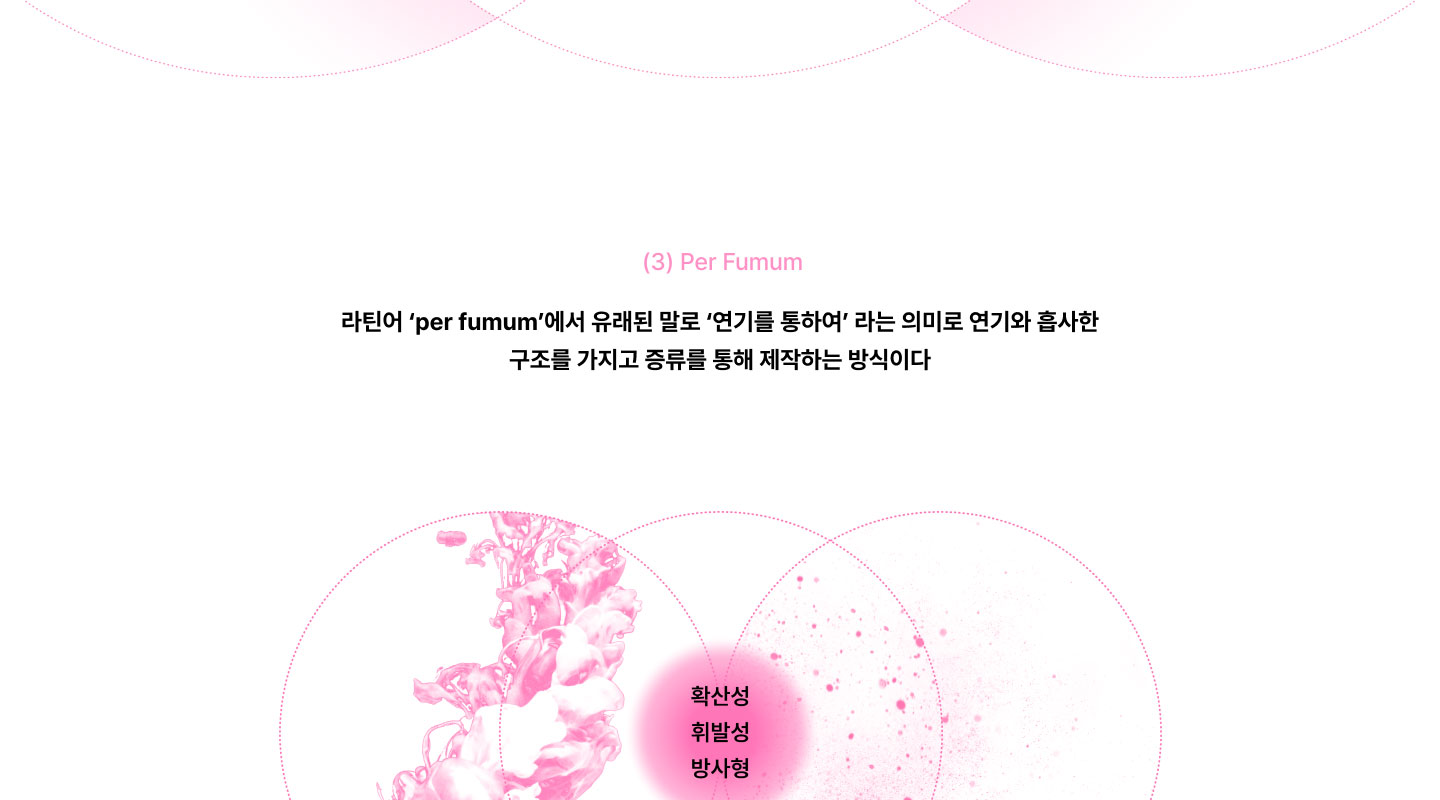 (3) Per Fumum
라틴어 ‘per fumum’에서 유래된 말로 ‘연기를 통하여’ 라는 의미로 연기와 흡사한
구조를 가지고 증류를 통해 제작하는 방식이다
확산성
휘발성
방사형